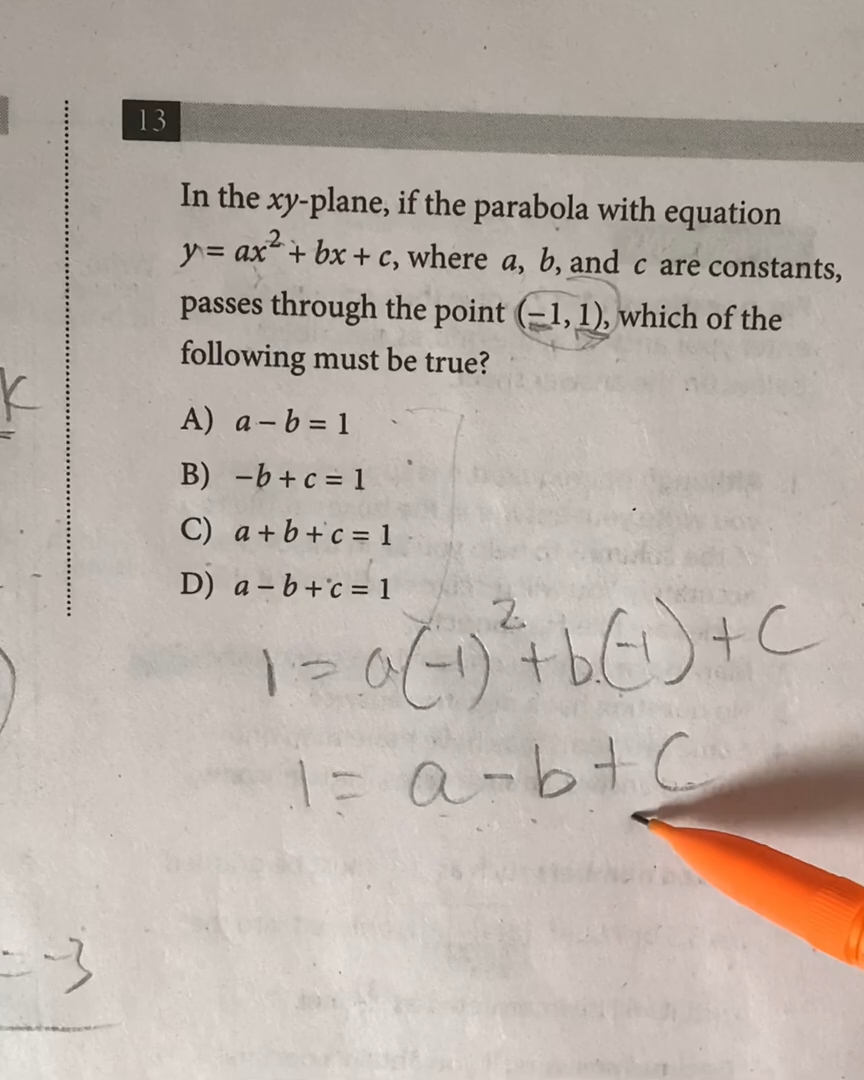 13
In the xy-plane, if the parabola with equation
y = ax² + bx + c, where a, b, and c are constants,
passes through the point (−1, 1), which of the
following must be true?
A) a − b = 1
B) −b + c = 1
C) a + b + c = 1
D) a − b + c = 1
1 = a(-1)² + b(-1) + C
1 = a - b + C
K
= -3